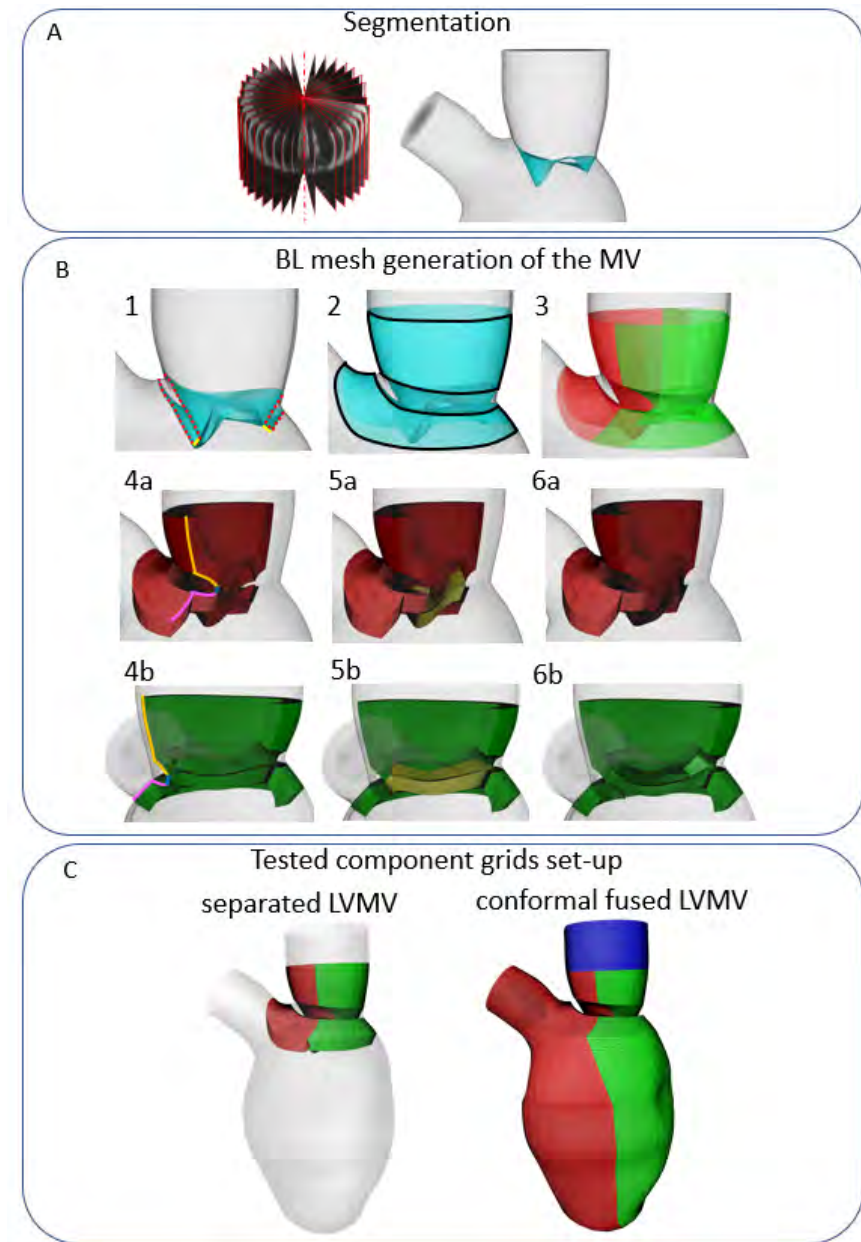 A
Segmentation
B
BL mesh generation of the MV
1
2
3
4a
5a
6a
4b
5b
6b
C
Tested component grids set-up
separated LVMV
conformal fused LVMV